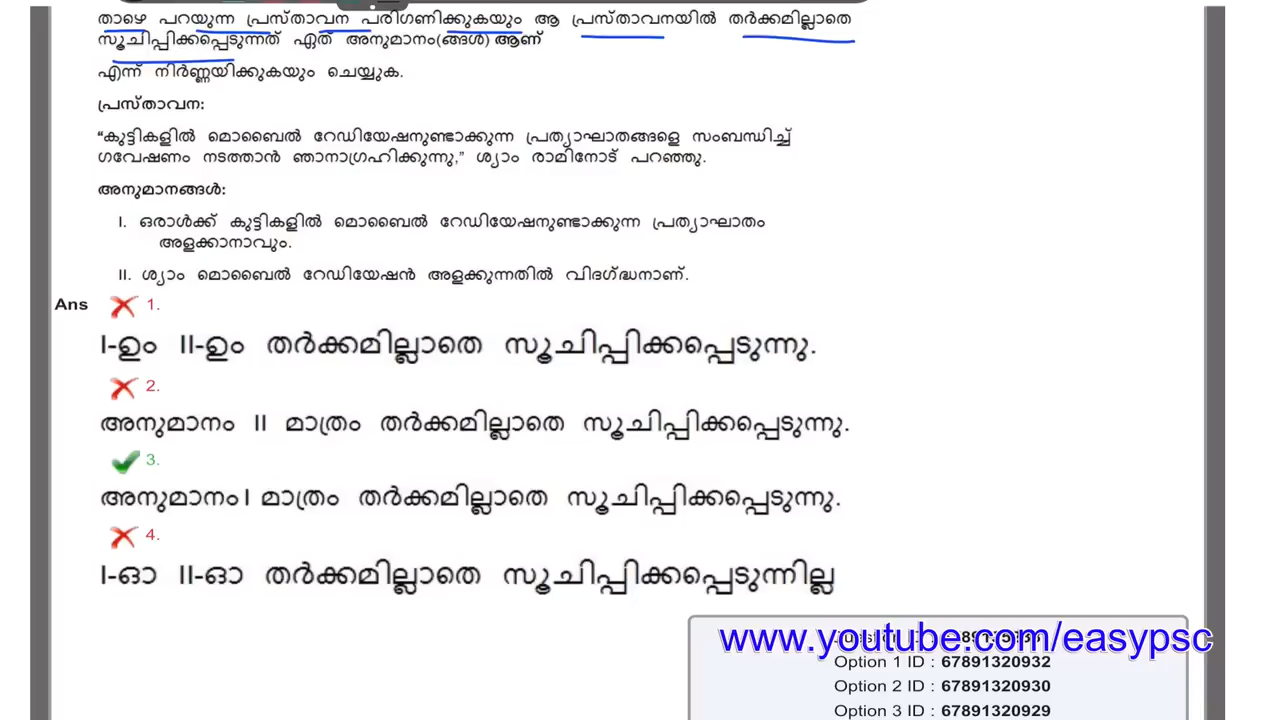 താഴെ പറയുന്ന പ്രസ്താവന പരിഗണിക്കുകയും ആ പ്രസ്താവനയിൽ തർക്കമില്ലാതെ
സൂചിപ്പിക്കപ്പെടുന്നത് ഏത് അനുമാനം(ങ്ങൾ) ആണ്
എന്ന് നിർണ്ണയിക്കുകയും ചെയ്യുക.
പ്രസ്താവന:
“കുട്ടികളിൽ മൊബൈൽ റേഡിയേഷനുണ്ടാക്കുന്ന പ്രത്യാഘാതങ്ങളെ സംബന്ധിച്ച്
ഗവേഷണം നടത്താൻ ഞാനാഗ്രഹിക്കുന്നു,” ശ്യാം രാമിനോട് പറഞ്ഞു.
അനുമാനങ്ങൾ:
I. ഒരാൾക്ക് കുട്ടികളിൽ മൊബൈൽ റേഡിയേഷനുണ്ടാക്കുന്ന പ്രത്യാഘാതം
അളക്കാനാവും.
II. ശ്യാം മൊബൈൽ റേഡിയേഷൻ അളക്കുന്നതിൽ വിദഗ്ദ്ധനാണ്.
Ans 1.
I-ഉം II-ഉം തർക്കമില്ലാതെ സൂചിപ്പിക്കപ്പെടുന്നു.
2.
അനുമാനം II മാത്രം തർക്കമില്ലാതെ സൂചിപ്പിക്കപ്പെടുന്നു.
3.
അനുമാനം I മാത്രം തർക്കമില്ലാതെ സൂചിപ്പിക്കപ്പെടുന്നു.
4.
I-ഓ II-ഓ തർക്കമില്ലാതെ സൂചിപ്പിക്കപ്പെടുന്നില്ല
www.youtube.com/easypsc
Option 1 ID : 67891320932
Option 2 ID : 67891320930
Option 3 ID : 67891320929